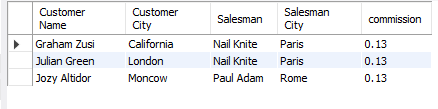 Customer Name Customer City Salesman Salesman City commission
Graham Zusi California Nail Knite Paris 0.13
Julian Green London Nail Knite Paris 0.13
Jozy Altidor Moncow Paul Adam Rome 0.13